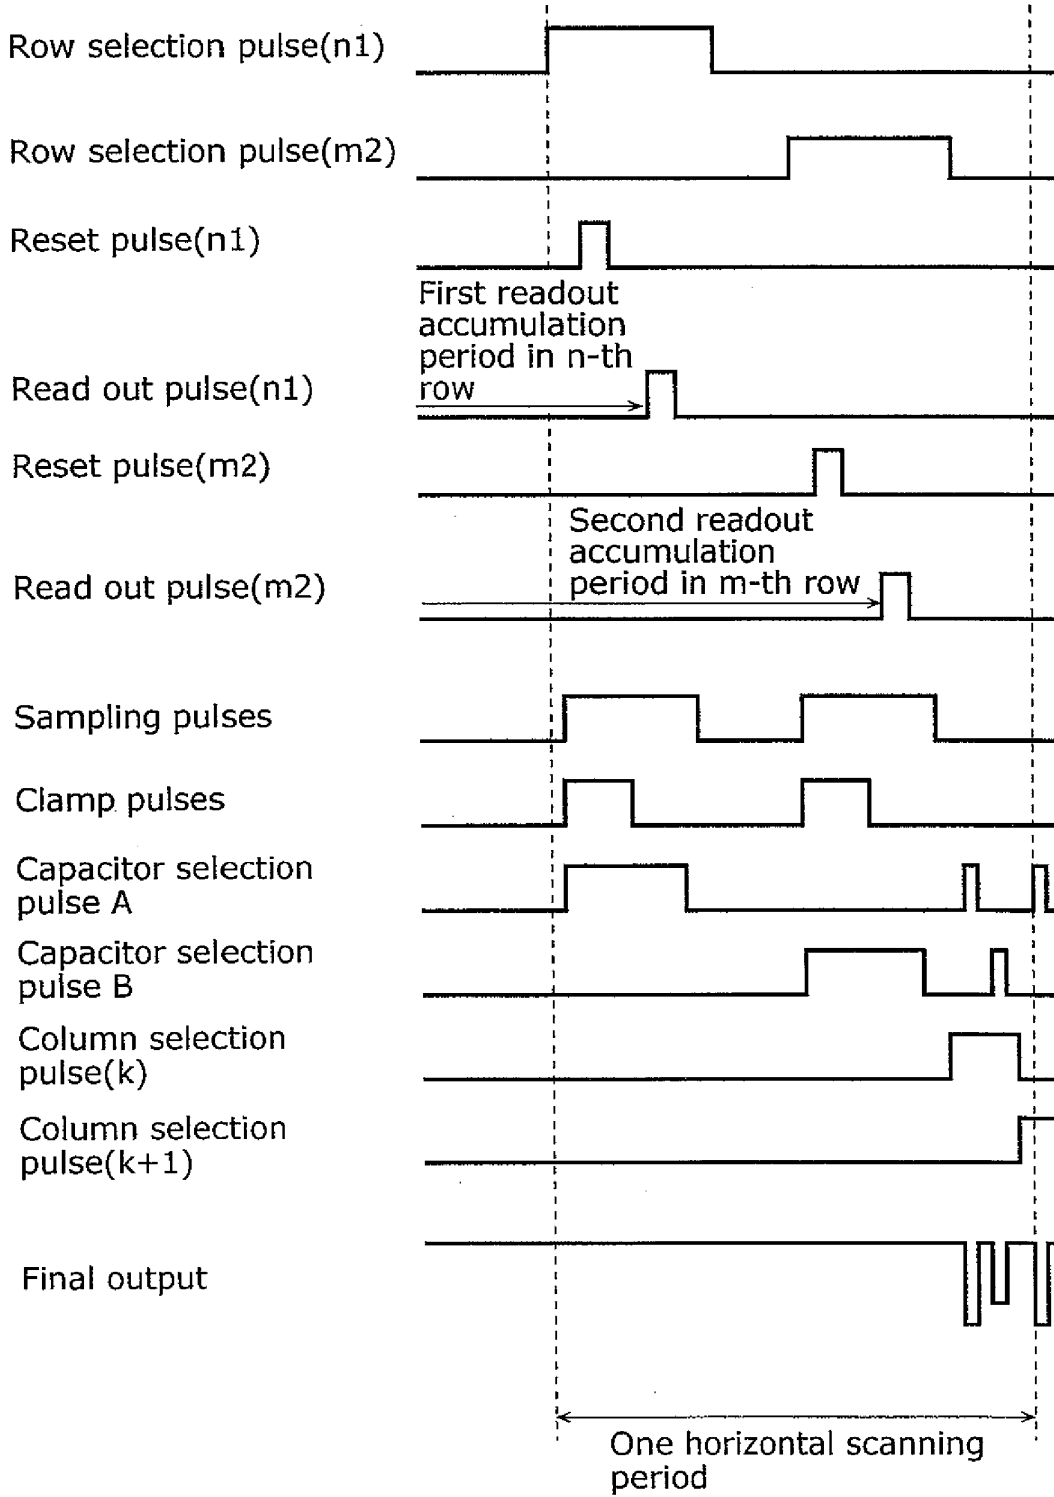 Row selection pulse(n1)
Row selection pulse(m2)
Reset pulse(n1)
First readout
accumulation
period in n-th
row
Read out pulse(n1)
Reset pulse(m2)
Second readout
accumulation
period in m-th row
Read out pulse(m2)
Sampling pulses
Clamp pulses
Capacitor selection
pulse A
Capacitor selection
pulse B
Column selection
pulse(k)
Column selection
pulse(k+1)
Final output
One horizontal scanning
period